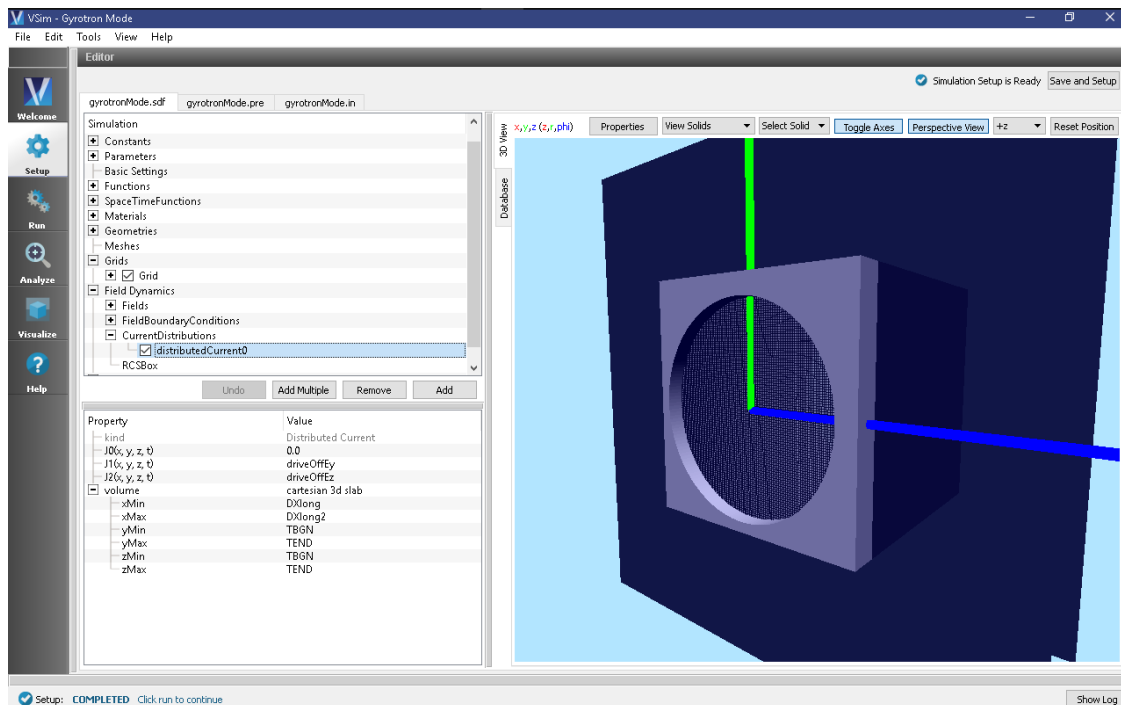 VSim - Gyrotron Mode
File Edit Tools View Help
Editor
Simulation Setup is Ready Save and Setup
Welcome
Setup
Run
Analyze
Visualize
Help
gyrotronMode.sdf gyrotronMode.pre gyrotronMode.in
Simulation
Constants
Parameters
Basic Settings
Functions
SpaceTimeFunctions
Materials
Geometries
Meshes
Grids
Grid
Field Dynamics
Fields
FieldBoundaryConditions
CurrentDistributions
distributedCurrent0
RCSBox
Undo Add Multiple Remove Add
Property Value
kind Distributed Current
J0(x, y, z, t) 0.0
J1(x, y, z, t) driveOffEy
J2(x, y, z, t) driveOffEz
volume cartesian 3d slab
xMin DXlong
xMax DXlong2
yMin TBGN
yMax TEND
zMin TBGN
zMax TEND
3D View
Database
x,y,z (z,r,phi) Properties View Solids Select Solid Toggle Axes Perspective View +z Reset Position
Setup: COMPLETED Click run to continue
Show Log